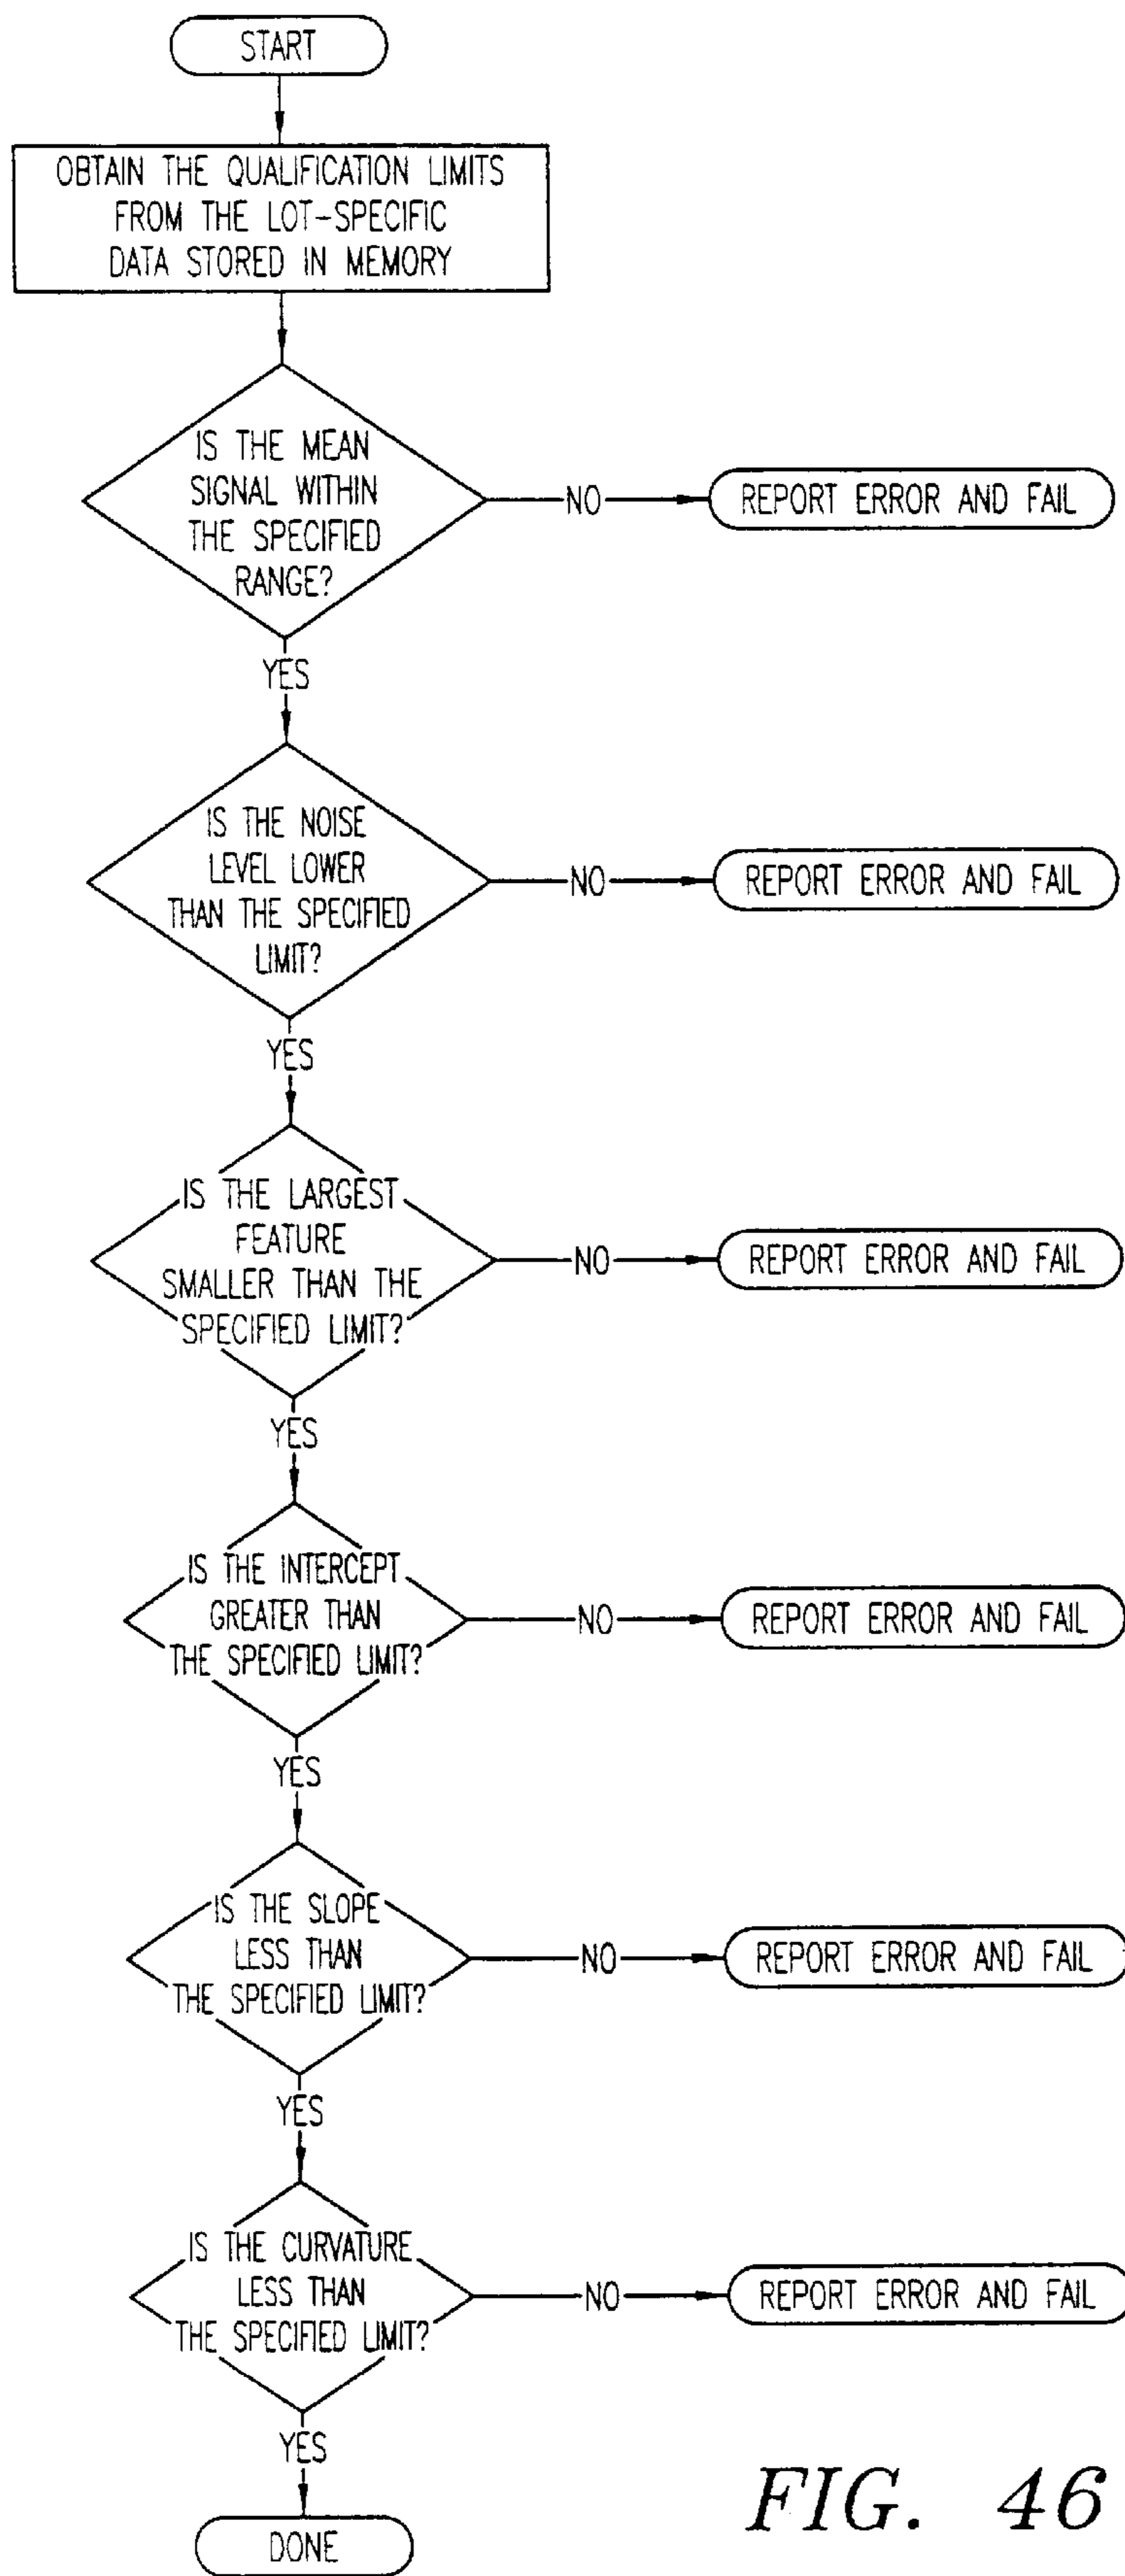 START
OBTAIN THE QUALIFICATION LIMITS
FROM THE LOT-SPECIFIC
DATA STORED IN MEMORY
IS THE MEAN
SIGNAL WITHIN
THE SPECIFIED
RANGE?
NO
REPORT ERROR AND FAIL
YES
IS THE NOISE
LEVEL LOWER
THAN THE SPECIFIED
LIMIT?
NO
REPORT ERROR AND FAIL
YES
IS THE LARGEST
FEATURE
SMALLER THAN THE
SPECIFIED LIMIT?
NO
REPORT ERROR AND FAIL
YES
IS THE INTERCEPT
GREATER THAN
THE SPECIFIED LIMIT?
NO
REPORT ERROR AND FAIL
YES
IS THE SLOPE
LESS THAN
THE SPECIFIED LIMIT?
NO
REPORT ERROR AND FAIL
YES
IS THE CURVATURE
LESS THAN
THE SPECIFIED LIMIT?
NO
REPORT ERROR AND FAIL
YES
DONE
FIG. 46